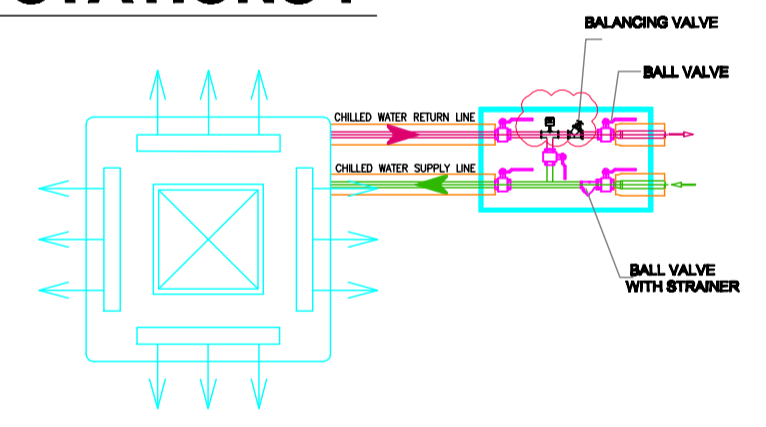 BALANCING VALVE
BALL VALVE
CHILLED WATER RETURN LINE
CHILLED WATER SUPPLY LINE
BALL VALVE
WITH STRAINER